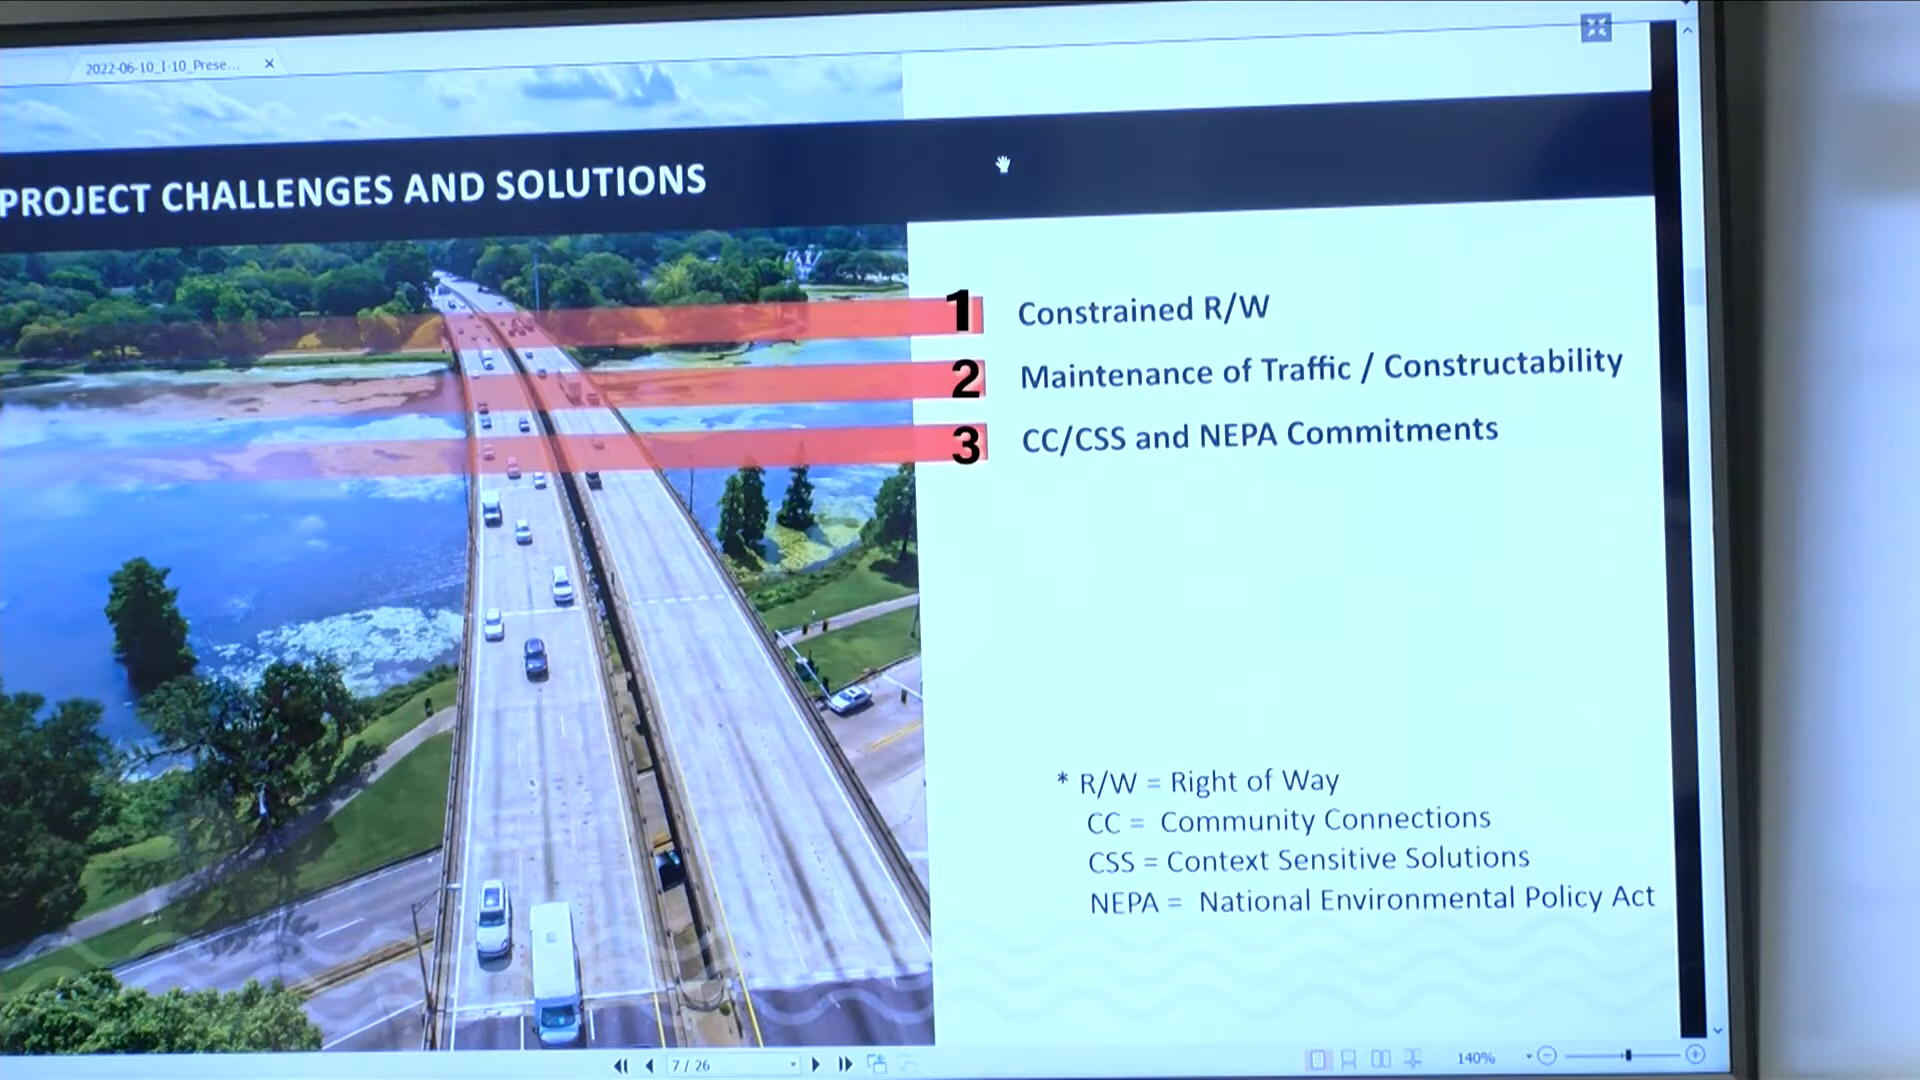 2022-06-10_I-10_Prese...
PROJECT CHALLENGES AND SOLUTIONS
1 Constrained R/W
2 Maintenance of Traffic / Constructability
3 CC/CSS and NEPA Commitments
* R/W = Right of Way
CC = Community Connections
CSS = Context Sensitive Solutions
NEPA = National Environmental Policy Act
7 / 26
140%